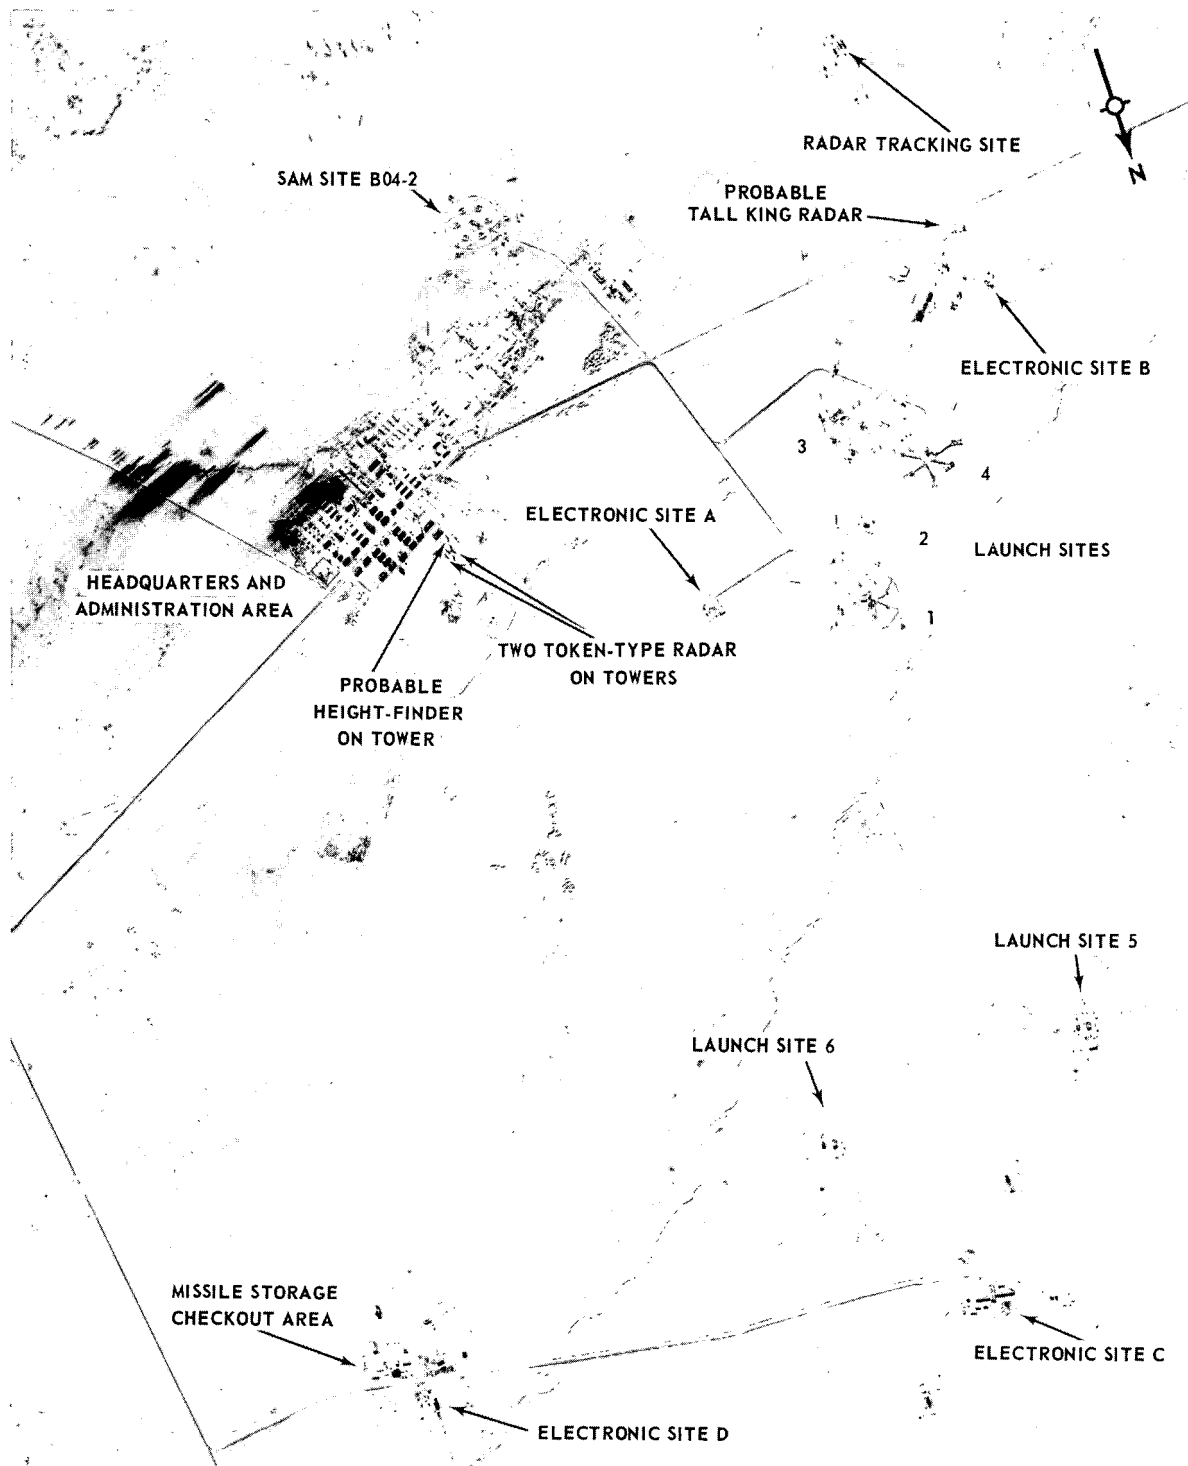 RADAR TRACKING SITE
N
SAM SITE B04-2
PROBABLE
TALL KING RADAR
ELECTRONIC SITE B
3
4
ELECTRONIC SITE A
2
LAUNCH SITES
HEADQUARTERS AND
ADMINISTRATION AREA
1
TWO TOKEN-TYPE RADAR
ON TOWERS
PROBABLE
HEIGHT-FINDER
ON TOWER
LAUNCH SITE 5
LAUNCH SITE 6
MISSILE STORAGE
CHECKOUT AREA
ELECTRONIC SITE C
ELECTRONIC SITE D